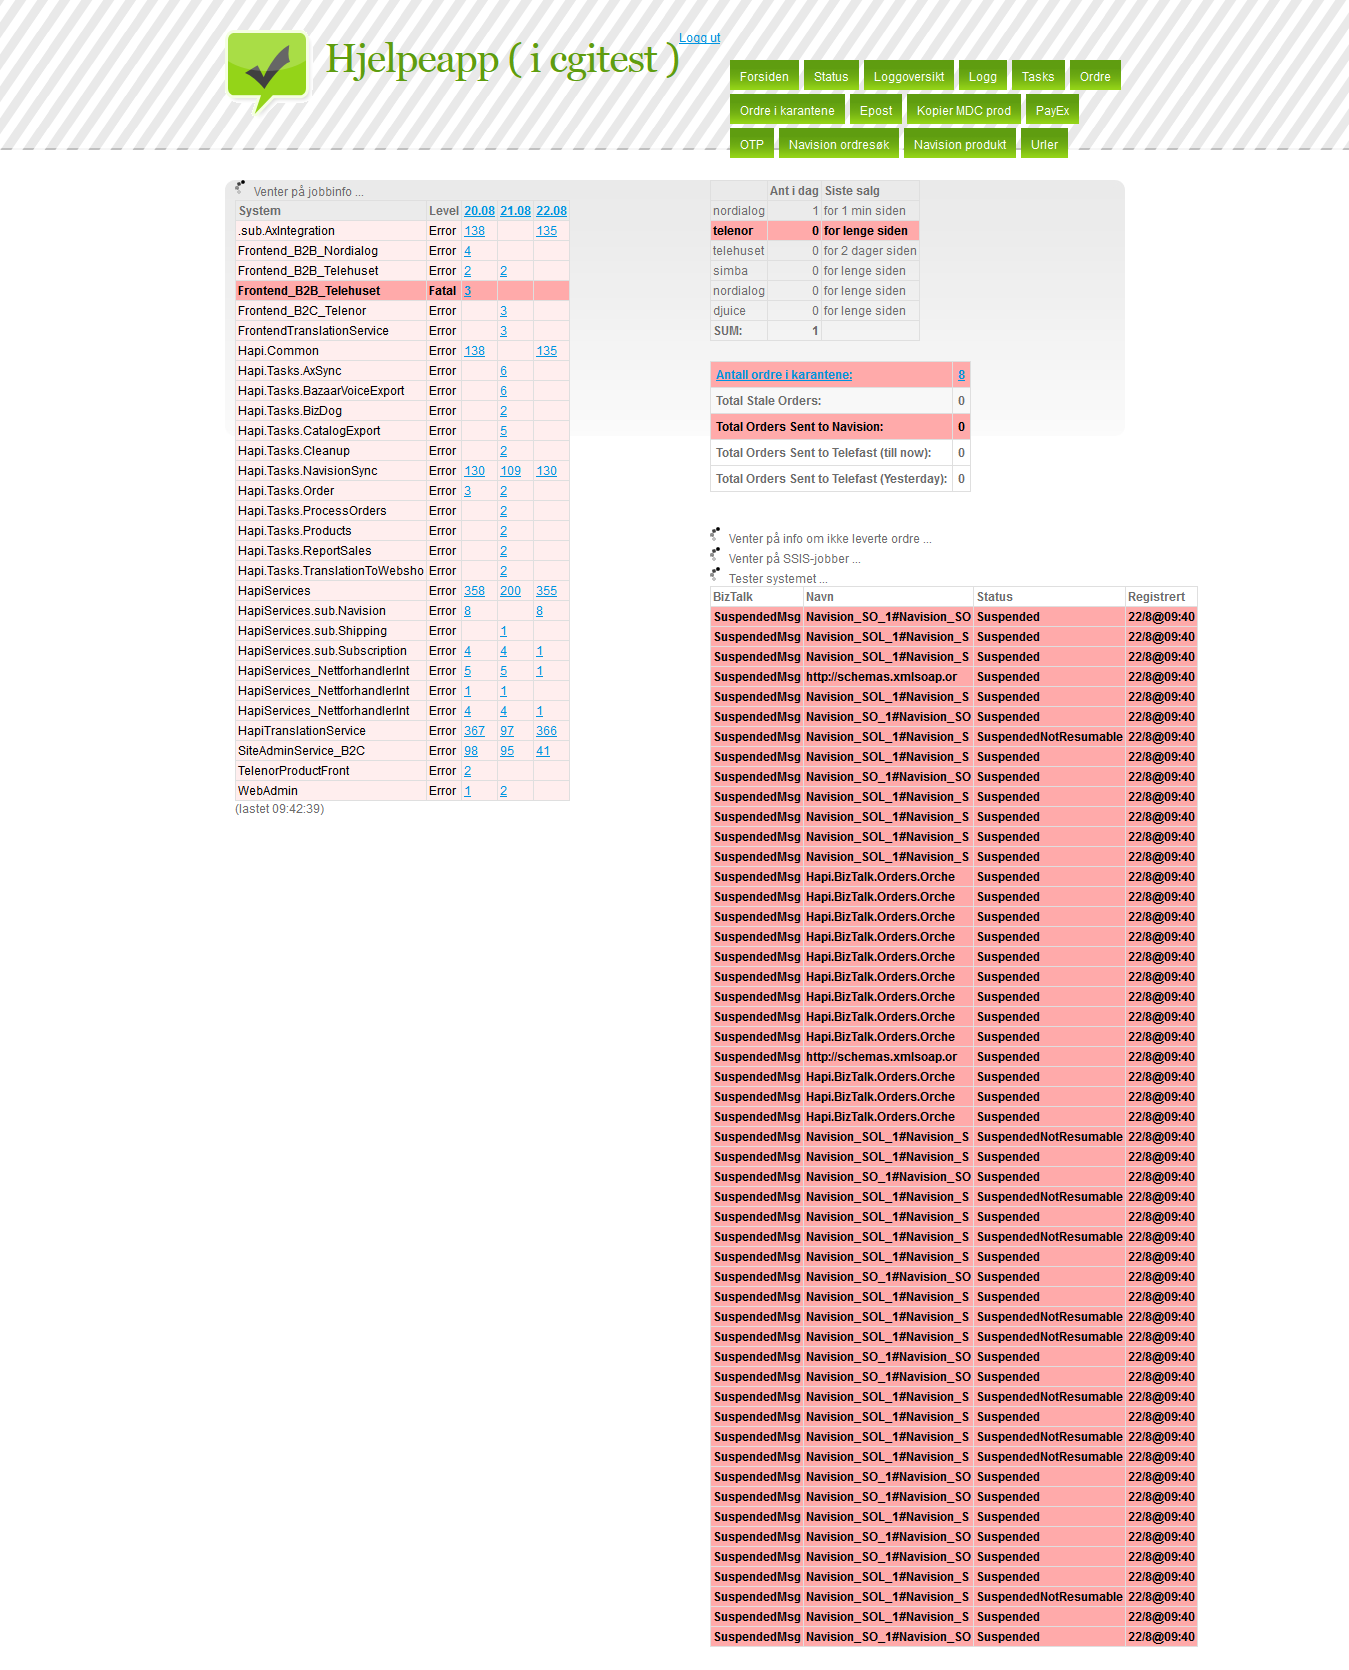 Hjelpeapp ( i cgitest )
Logg ut
Forsiden Status Loggoversikt Logg Tasks Ordre
Ordre i karantene Epost Kopier MDC prod PayEx
OTP Navision ordresøk Navision produkt Urler
Venter på jobbinfo ...
System Level 20.08 21.08 22.08
.sub.AxIntegration Error 138 135
Frontend_B2B_Nordialog Error 4
Frontend_B2B_Telehuset Error 2 2
Frontend_B2B_Telehuset Fatal 3
Frontend_B2C_Telenor Error 3
FrontendTranslationService Error 3
Hapi.Common Error 138 135
Hapi.Tasks.AxSync Error 6
Hapi.Tasks.BazaarVoiceExport Error 6
Hapi.Tasks.BizDog Error 2
Hapi.Tasks.CatalogExport Error 5
Hapi.Tasks.Cleanup Error 2
Hapi.Tasks.NavisionSync Error 130 109 130
Hapi.Tasks.Order Error 3 2
Hapi.Tasks.ProcessOrders Error 2
Hapi.Tasks.Products Error 2
Hapi.Tasks.ReportSales Error 2
Hapi.Tasks.TranslationToWebsho Error 2
HapiServices Error 358 200 355
HapiServices.sub.Navision Error 8 8
HapiServices.sub.Shipping Error 1
HapiServices.sub.Subscription Error 4 4 1
HapiServices_NettforhandlerInt Error 5 5 1
HapiServices_NettforhandlerInt Error 1 1
HapiServices_NettforhandlerInt Error 4 4 1
HapiTranslationService Error 367 97 366
SiteAdminService_B2C Error 98 95 41
TelenorProductFront Error 2
WebAdmin Error 1 2
(lastet 09:42:39)
Ant i dag Siste salg
nordialog 1 for 1 min siden
telenor 0 for lenge siden
telehuset 0 for 2 dager siden
simba 0 for lenge siden
nordialog 0 for lenge siden
djuice 0 for lenge siden
SUM: 1
Antall ordre i karantene: 8
Total Stale Orders: 0
Total Orders Sent to Navision: 0
Total Orders Sent to Telefast (till now): 0
Total Orders Sent to Telefast (Yesterday): 0
Venter på info om ikke leverte ordre ...
Venter på SSIS-jobber ...
Tester systemet ...
BizTalk Navn Status Registrert
SuspendedMsg Navision_SO_1#Navision_SO Suspended 22/8@09:40
SuspendedMsg Navision_SOL_1#Navision_S Suspended 22/8@09:40
SuspendedMsg Navision_SOL_1#Navision_S Suspended 22/8@09:40
SuspendedMsg http://schemas.xmlsoap.or Suspended 22/8@09:40
SuspendedMsg Navision_SOL_1#Navision_S Suspended 22/8@09:40
SuspendedMsg Navision_SO_1#Navision_SO Suspended 22/8@09:40
SuspendedMsg Navision_SOL_1#Navision_S SuspendedNotResumable 22/8@09:40
SuspendedMsg Navision_SOL_1#Navision_S Suspended 22/8@09:40
SuspendedMsg Navision_SO_1#Navision_SO Suspended 22/8@09:40
SuspendedMsg Navision_SOL_1#Navision_S Suspended 22/8@09:40
SuspendedMsg Navision_SOL_1#Navision_S Suspended 22/8@09:40
SuspendedMsg Navision_SOL_1#Navision_S Suspended 22/8@09:40
SuspendedMsg Navision_SOL_1#Navision_S Suspended 22/8@09:40
SuspendedMsg Hapi.BizTalk.Orders.Orche Suspended 22/8@09:40
SuspendedMsg Hapi.BizTalk.Orders.Orche Suspended 22/8@09:40
SuspendedMsg Hapi.BizTalk.Orders.Orche Suspended 22/8@09:40
SuspendedMsg Hapi.BizTalk.Orders.Orche Suspended 22/8@09:40
SuspendedMsg Hapi.BizTalk.Orders.Orche Suspended 22/8@09:40
SuspendedMsg Hapi.BizTalk.Orders.Orche Suspended 22/8@09:40
SuspendedMsg Hapi.BizTalk.Orders.Orche Suspended 22/8@09:40
SuspendedMsg Hapi.BizTalk.Orders.Orche Suspended 22/8@09:40
SuspendedMsg Hapi.BizTalk.Orders.Orche Suspended 22/8@09:40
SuspendedMsg http://schemas.xmlsoap.or Suspended 22/8@09:40
SuspendedMsg Hapi.BizTalk.Orders.Orche Suspended 22/8@09:40
SuspendedMsg Hapi.BizTalk.Orders.Orche Suspended 22/8@09:40
SuspendedMsg Hapi.BizTalk.Orders.Orche Suspended 22/8@09:40
SuspendedMsg Navision_SOL_1#Navision_S SuspendedNotResumable 22/8@09:40
SuspendedMsg Navision_SOL_1#Navision_S Suspended 22/8@09:40
SuspendedMsg Navision_SO_1#Navision_SO Suspended 22/8@09:40
SuspendedMsg Navision_SOL_1#Navision_S SuspendedNotResumable 22/8@09:40
SuspendedMsg Navision_SOL_1#Navision_S Suspended 22/8@09:40
SuspendedMsg Navision_SOL_1#Navision_S SuspendedNotResumable 22/8@09:40
SuspendedMsg Navision_SOL_1#Navision_S Suspended 22/8@09:40
SuspendedMsg Navision_SO_1#Navision_SO Suspended 22/8@09:40
SuspendedMsg Navision_SOL_1#Navision_S Suspended 22/8@09:40
SuspendedMsg Navision_SOL_1#Navision_S SuspendedNotResumable 22/8@09:40
SuspendedMsg Navision_SOL_1#Navision_S SuspendedNotResumable 22/8@09:40
SuspendedMsg Navision_SO_1#Navision_SO Suspended 22/8@09:40
SuspendedMsg Navision_SO_1#Navision_SO Suspended 22/8@09:40
SuspendedMsg Navision_SOL_1#Navision_S SuspendedNotResumable 22/8@09:40
SuspendedMsg Navision_SOL_1#Navision_S Suspended 22/8@09:40
SuspendedMsg Navision_SOL_1#Navision_S SuspendedNotResumable 22/8@09:40
SuspendedMsg Navision_SOL_1#Navision_S SuspendedNotResumable 22/8@09:40
SuspendedMsg Navision_SO_1#Navision_SO Suspended 22/8@09:40
SuspendedMsg Navision_SO_1#Navision_SO Suspended 22/8@09:40
SuspendedMsg Navision_SOL_1#Navision_S Suspended 22/8@09:40
SuspendedMsg Navision_SO_1#Navision_SO Suspended 22/8@09:40
SuspendedMsg Navision_SO_1#Navision_SO Suspended 22/8@09:40
SuspendedMsg Navision_SOL_1#Navision_S Suspended 22/8@09:40
SuspendedMsg Navision_SOL_1#Navision_S SuspendedNotResumable 22/8@09:40
SuspendedMsg Navision_SOL_1#Navision_S Suspended 22/8@09:40
SuspendedMsg Navision_SO_1#Navision_SO Suspended 22/8@09:40